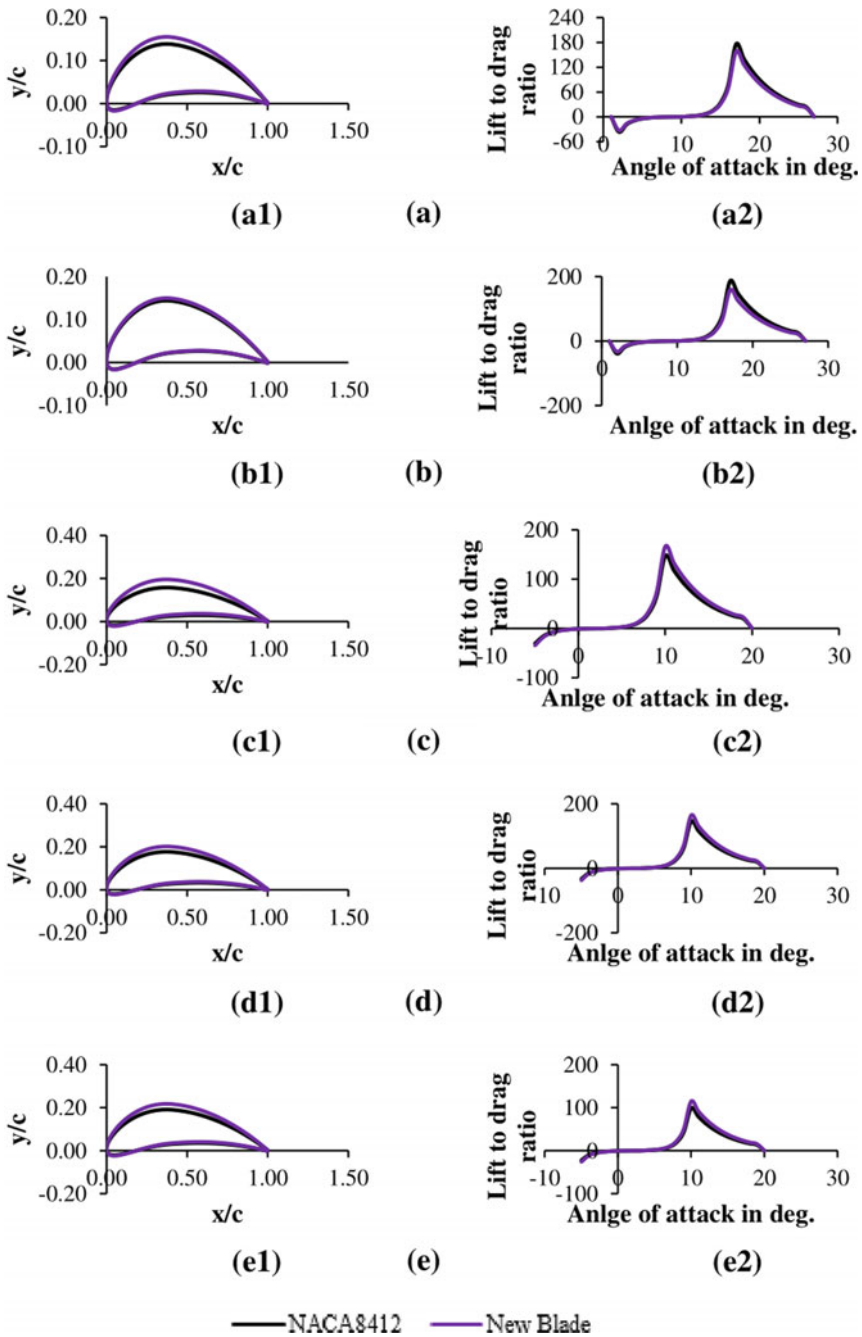 0.20
0.10
0.00
-0.10
0.00 0.50 1.00 1.50
y/c
x/c
240
180
120
60
0
-60
0 10 20 30
Lift to drag
ratio
Angle of attack in deg.
(a1) (a) (a2)
0.20
0.10
0.00
-0.10
0.00 0.50 1.00 1.50
y/c
x/c
200
0
-200
0 10 20 30
Lift to drag
ratio
Anlge of attack in deg.
(b1) (b) (b2)
0.40
0.20
0.00
-0.20
0.00 0.50 1.00 1.50
y/c
x/c
200
100
0
-100
-10 0 10 20 30
Lift to drag
ratio
Anlge of attack in deg.
(c1) (c) (c2)
0.40
0.20
0.00
-0.20
0.00 0.50 1.00 1.50
y/c
x/c
200
0
-200
-10 0 10 20 30
Lift to drag
ratio
Anlge of attack in deg.
(d1) (d) (d2)
0.40
0.20
0.00
-0.20
0.00 0.50 1.00 1.50
y/c
x/c
200
100
0
-100
-10 0 10 20 30
Lift to drag
ratio
Anlge of attack in deg.
(e1) (e) (e2)
NACA8412 New Blade